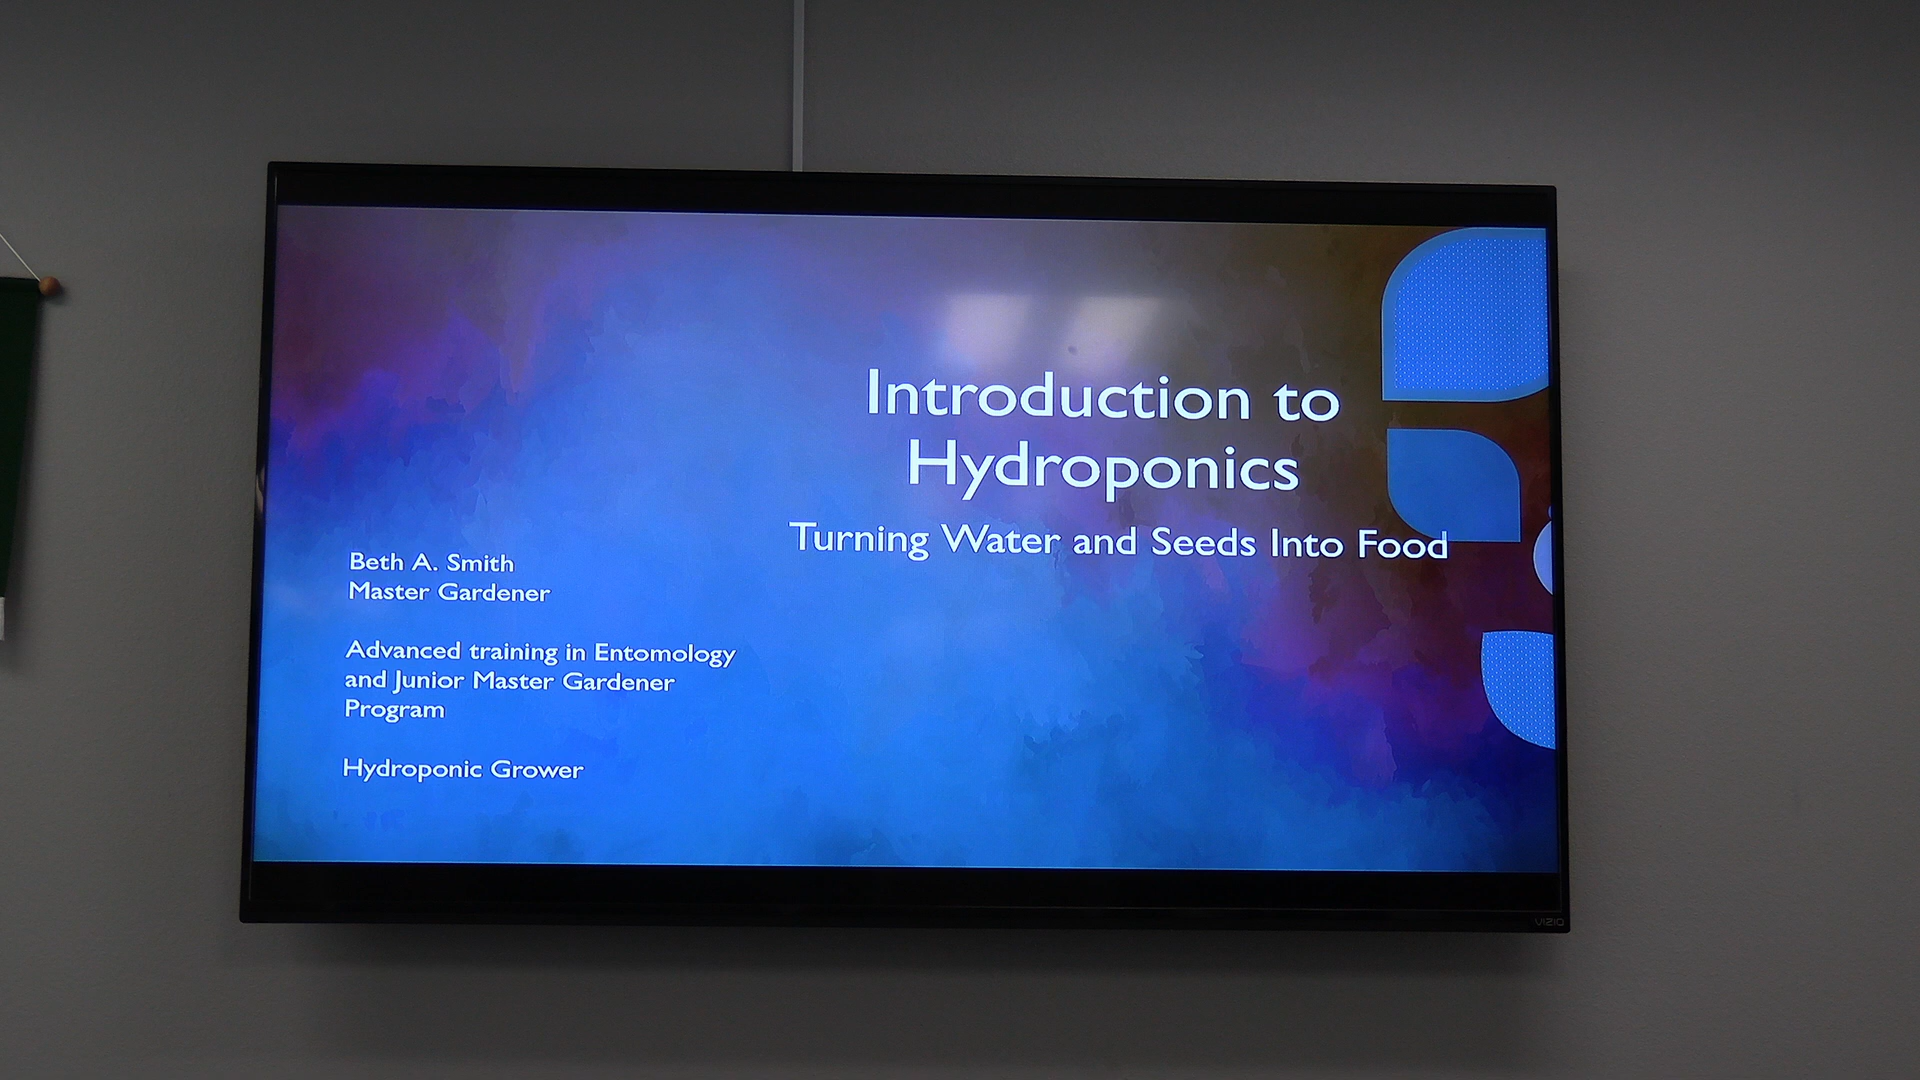 Introduction to
Hydroponics
Turning Water and Seeds Into Food
Beth A. Smith
Master Gardener
Advanced training in Entomology
and Junior Master Gardener
Program
Hydroponic Grower
VIZIO